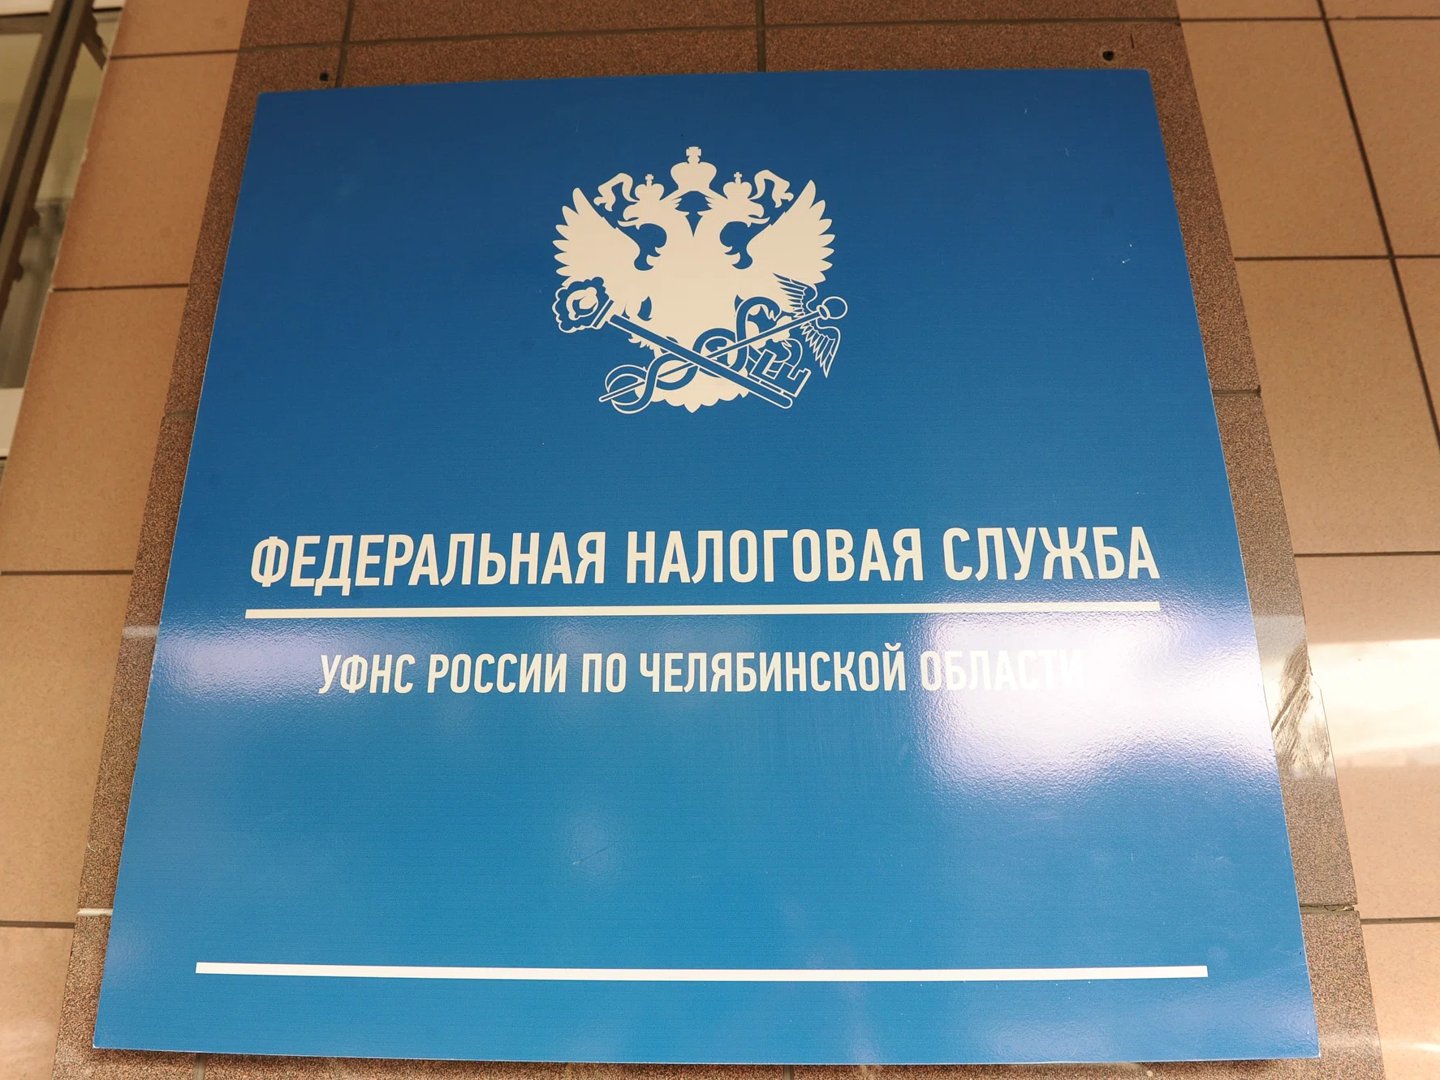 ФЕДЕРАЛЬНАЯ НАЛОГОВАЯ СЛУЖБА
УФНС РОССИИ ПО ЧЕЛЯБИНСКОЙ ОБЛАСТИ